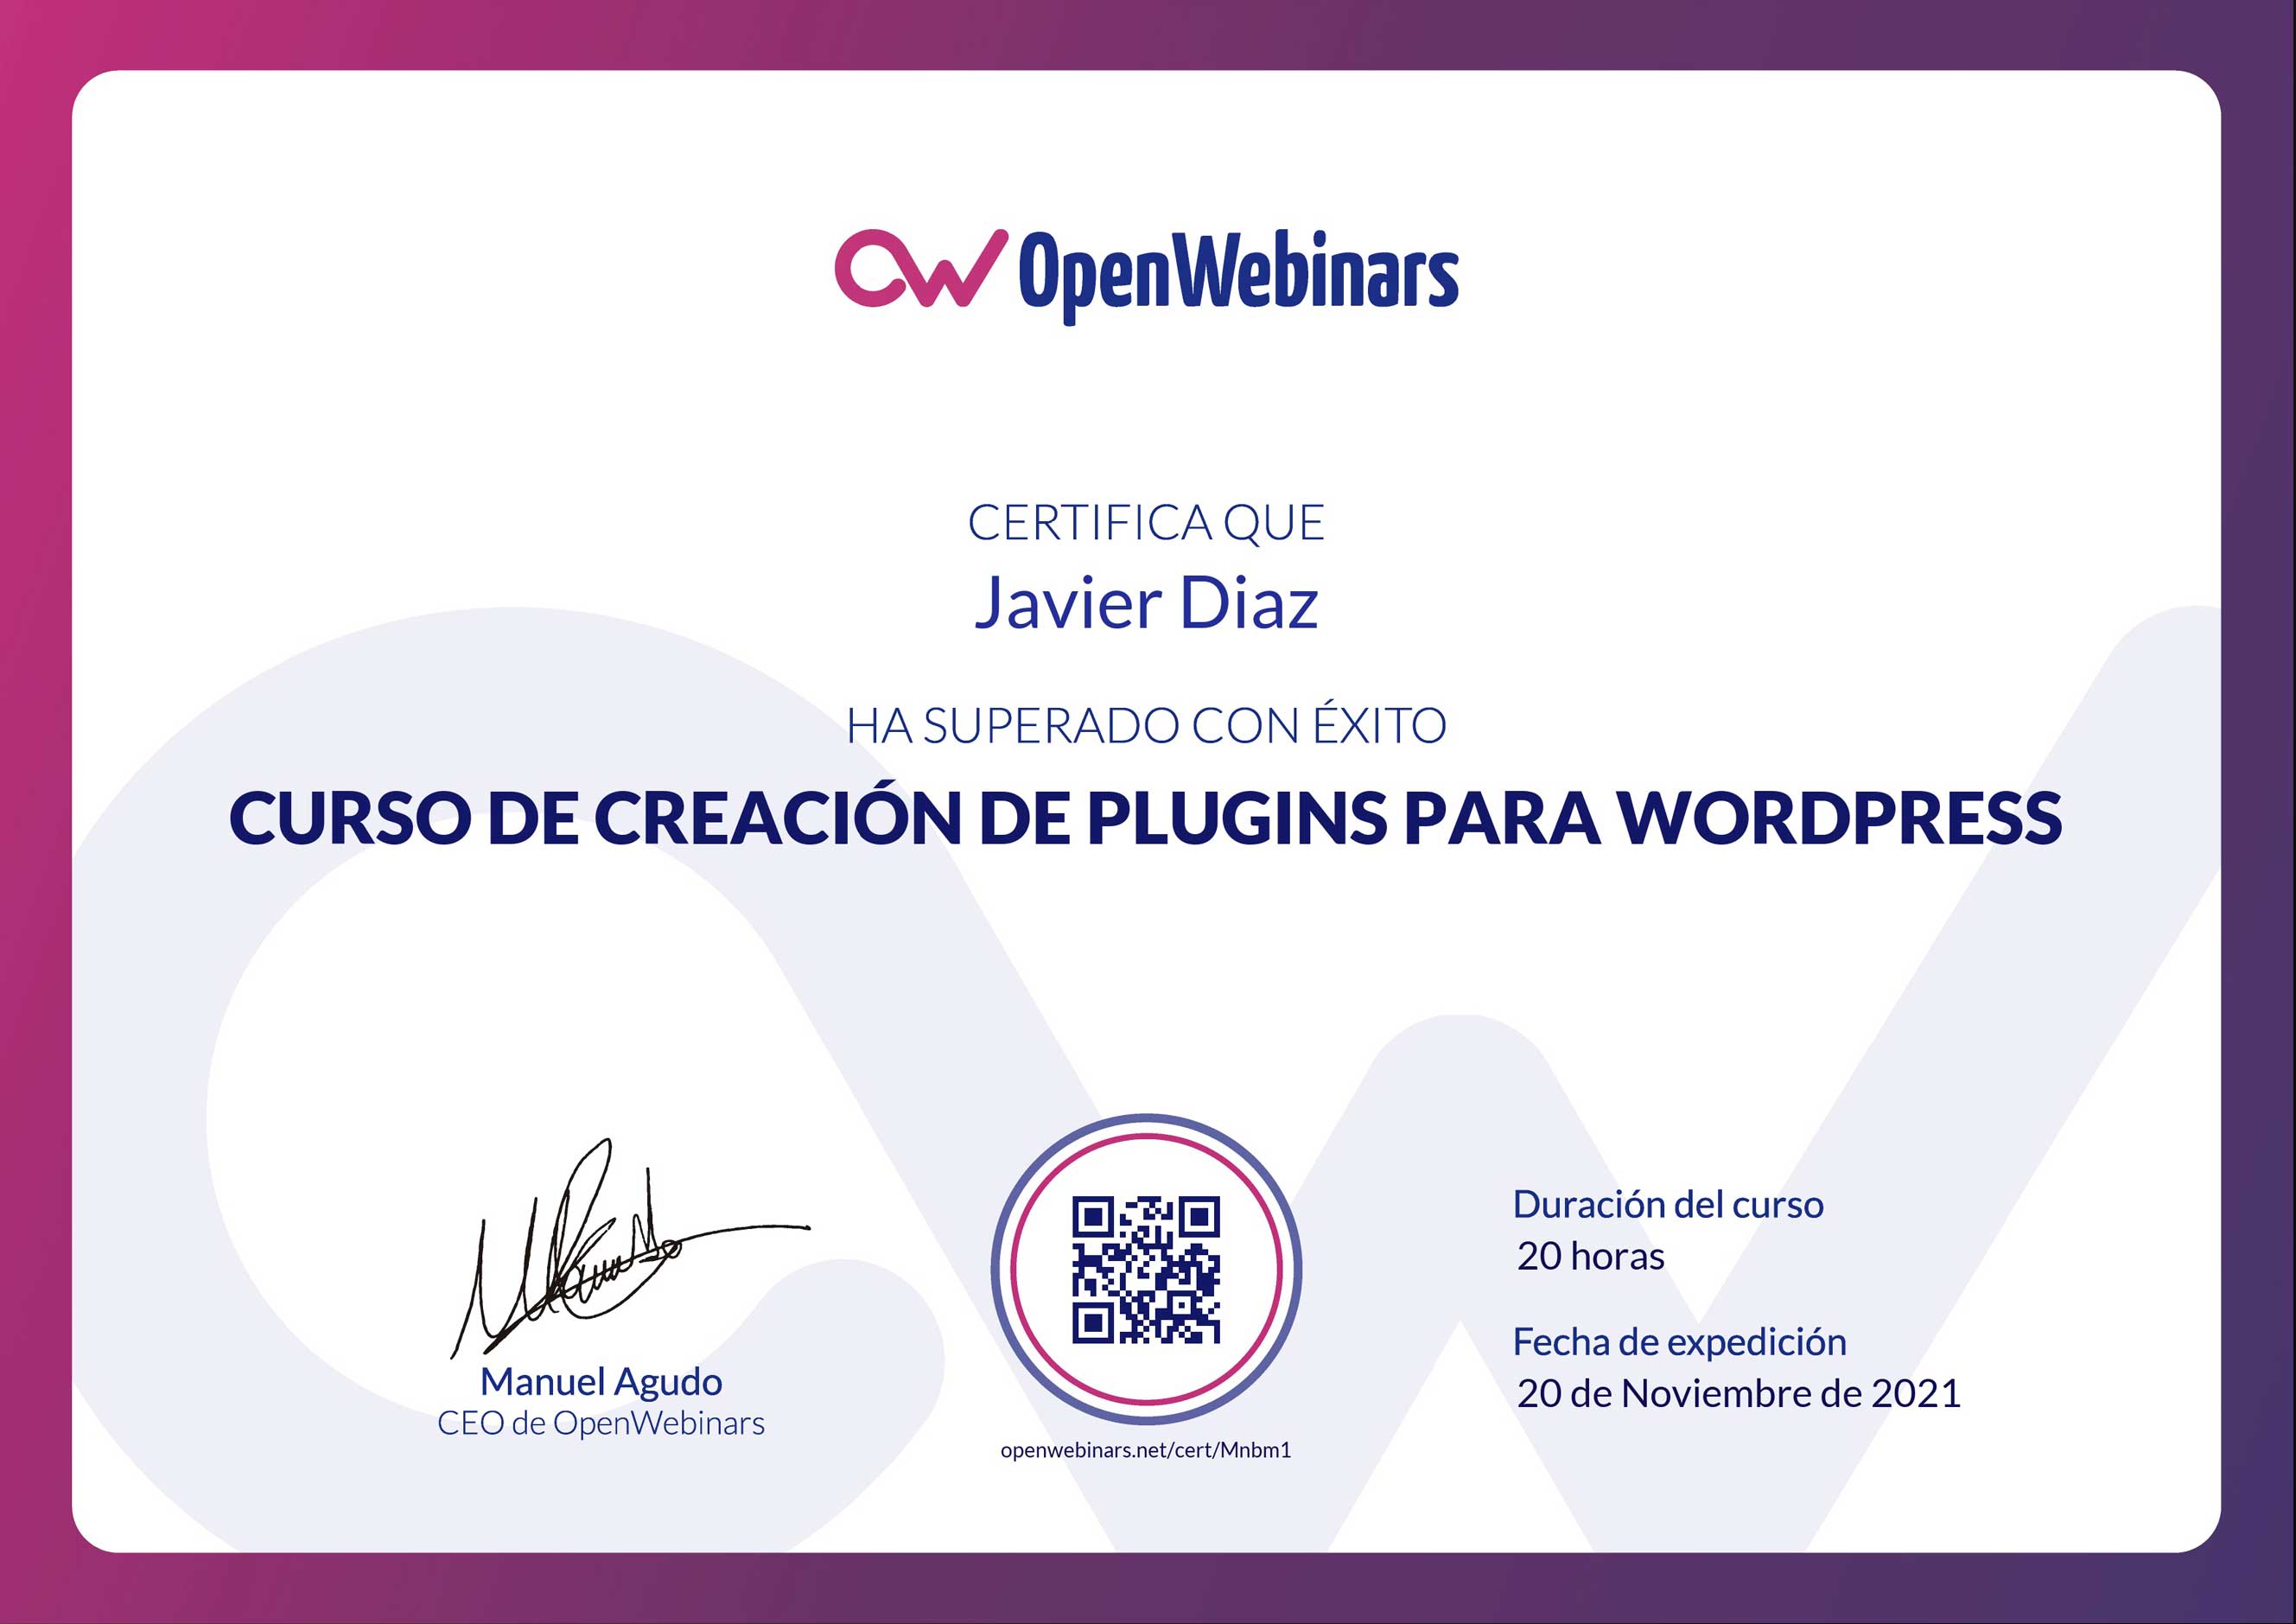 OpenWebinars
CERTIFICA QUE
Javier Diaz
HA SUPERADO CON ÉXITO
CURSO DE CREACIÓN DE PLUGINS PARA WORDPRESS
Manuel Agudo
CEO de OpenWebinars
openwebinars.net/cert/Mnbm1
Duración del curso
20 horas
Fecha de expedición
20 de Noviembre de 2021